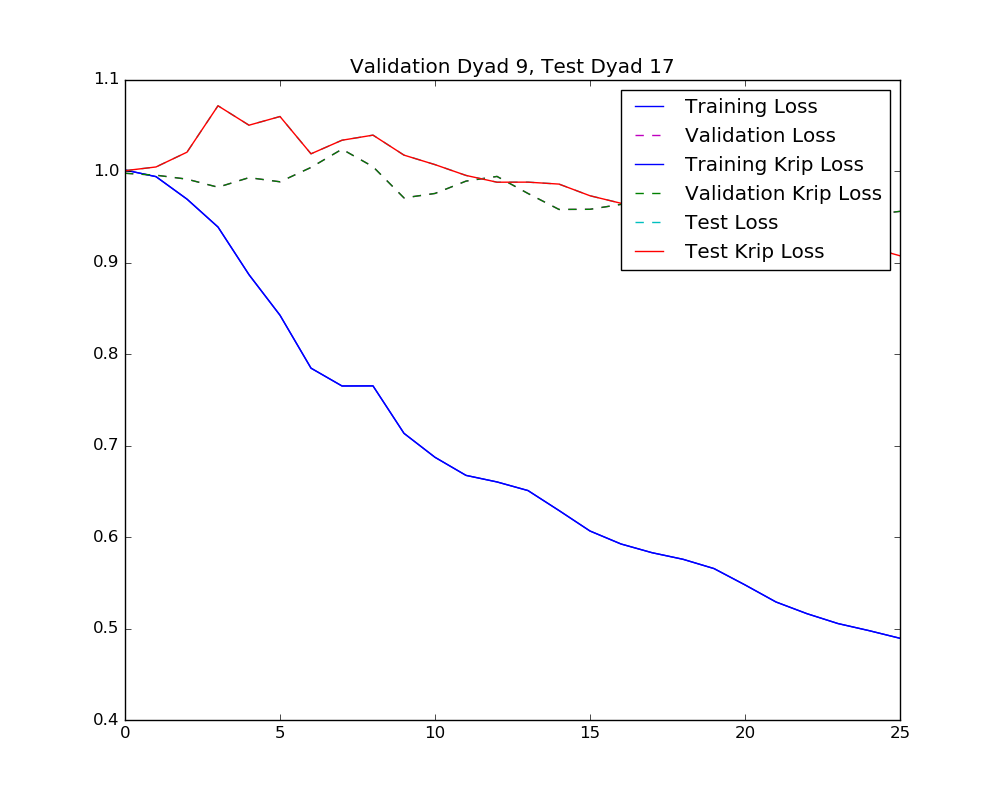 Validation Dyad 9, Test Dyad 17
1.1
1.0
0.9
0.8
0.7
0.6
0.5
0.4
0
5
10
15
20
25
Training Loss
Validation Loss
Training Krip Loss
Validation Krip Loss
Test Loss
Test Krip Loss